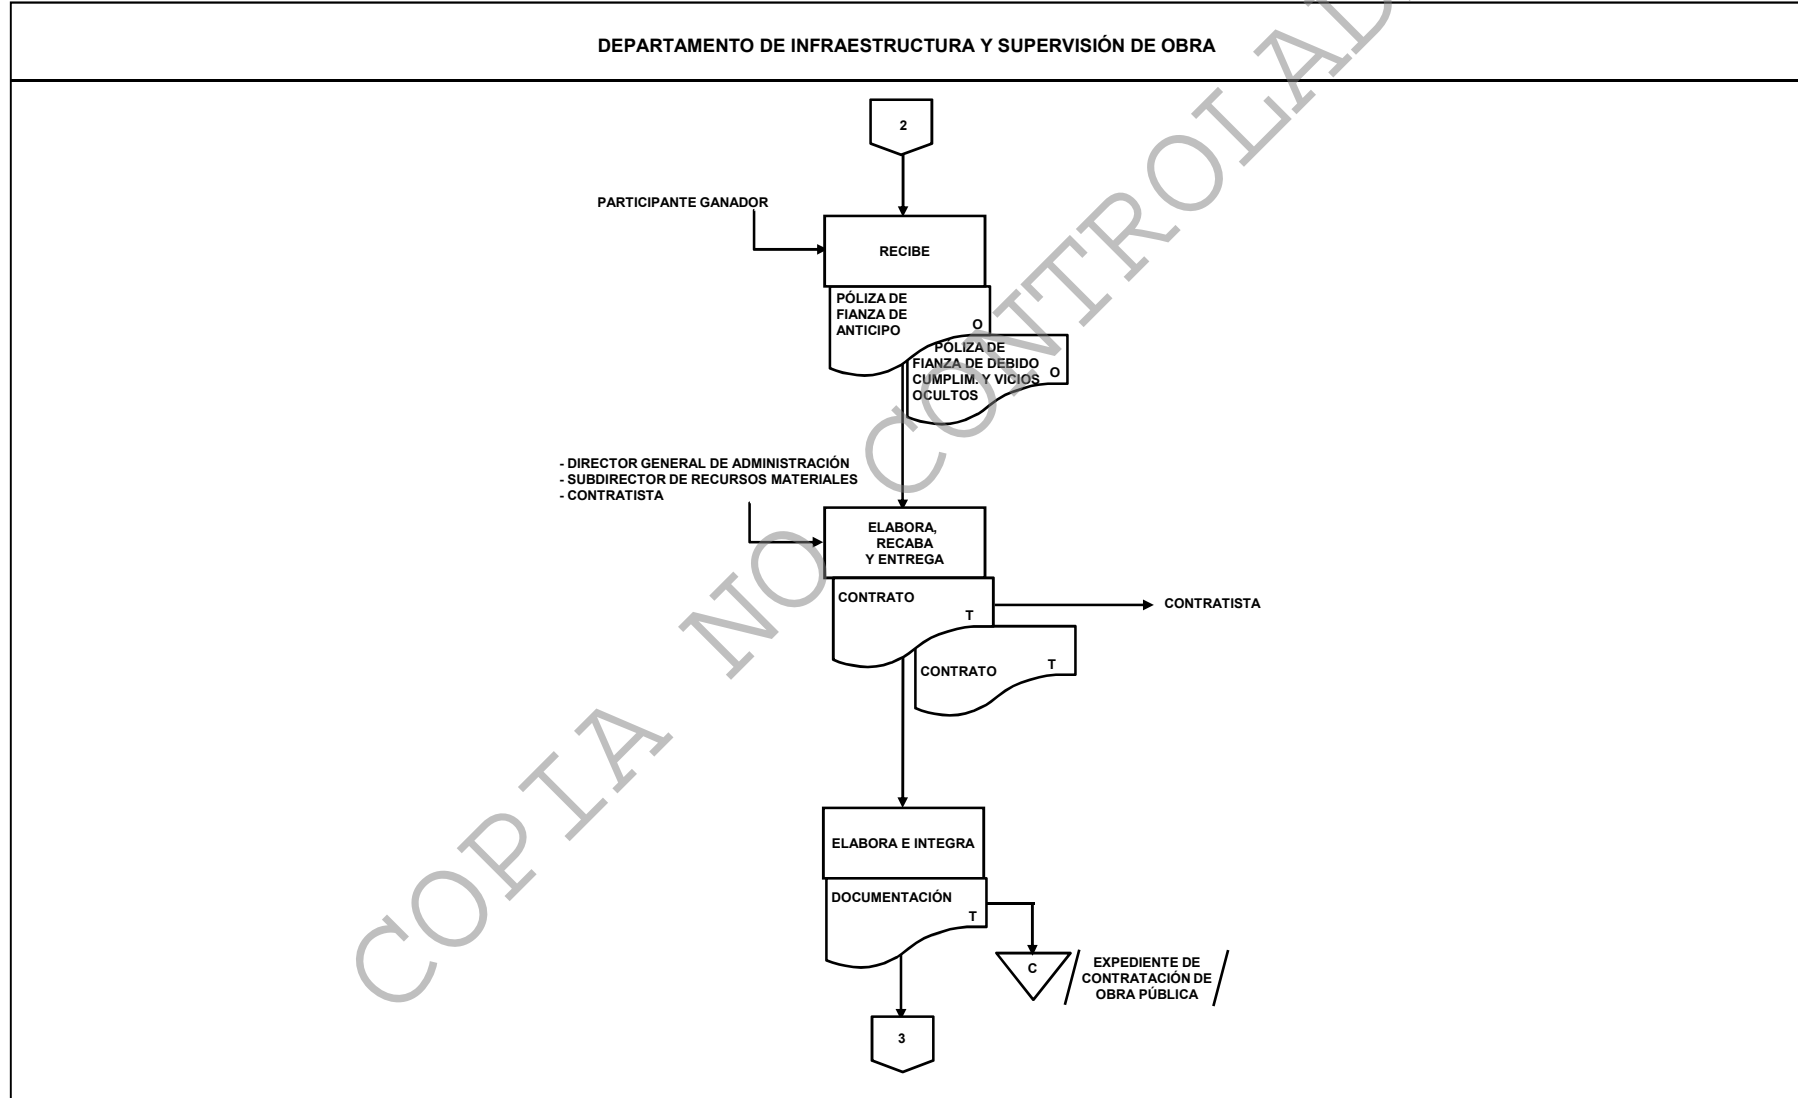 DEPARTAMENTO DE INFRAESTRUCTURA Y SUPERVISIÓN DE OBRA
2
PARTICIPANTE GANADOR
RECIBE
PÓLIZA DE
FIANZA DE
ANTICIPO
O
PÓLIZA DE
FIANZA DE DEBIDO
CUMPLIM. Y VICIOS
OCULTOS
O
- DIRECTOR GENERAL DE ADMINISTRACIÓN
- SUBDIRECTOR DE RECURSOS MATERIALES
- CONTRATISTA
ELABORA,
RECABA
Y ENTREGA
CONTRATO
T
CONTRATISTA
CONTRATO
T
ELABORA E INTEGRA
DOCUMENTACIÓN
T
C
EXPEDIENTE DE
CONTRATACIÓN DE
OBRA PÚBLICA
3
COPIA NO CONTROLAD